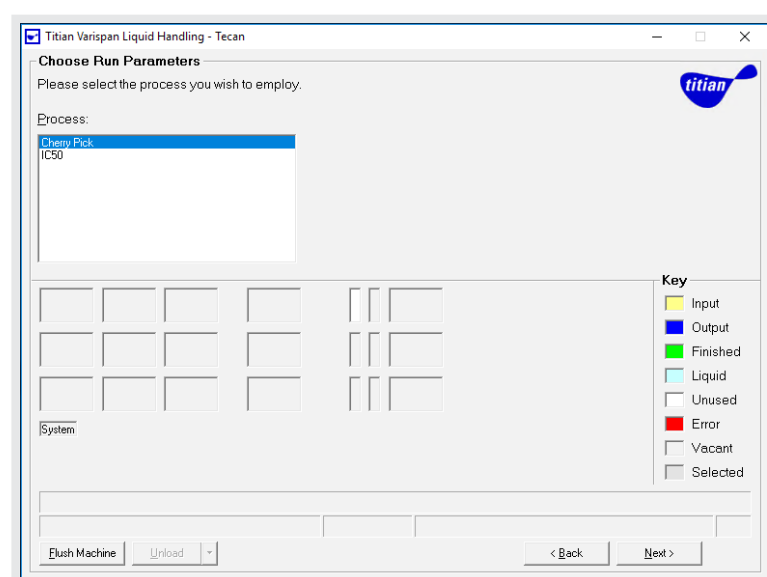 Titian Varispan Liquid Handling - Tecan
Choose Run Parameters
Please select the process you wish to employ.
titian
Process:
Cherry Pick
IC50
Key
Input
Output
Finished
Liquid
Unused
Error
Vacant
Selected
System
Flush Machine
Unload
< Back
Next >